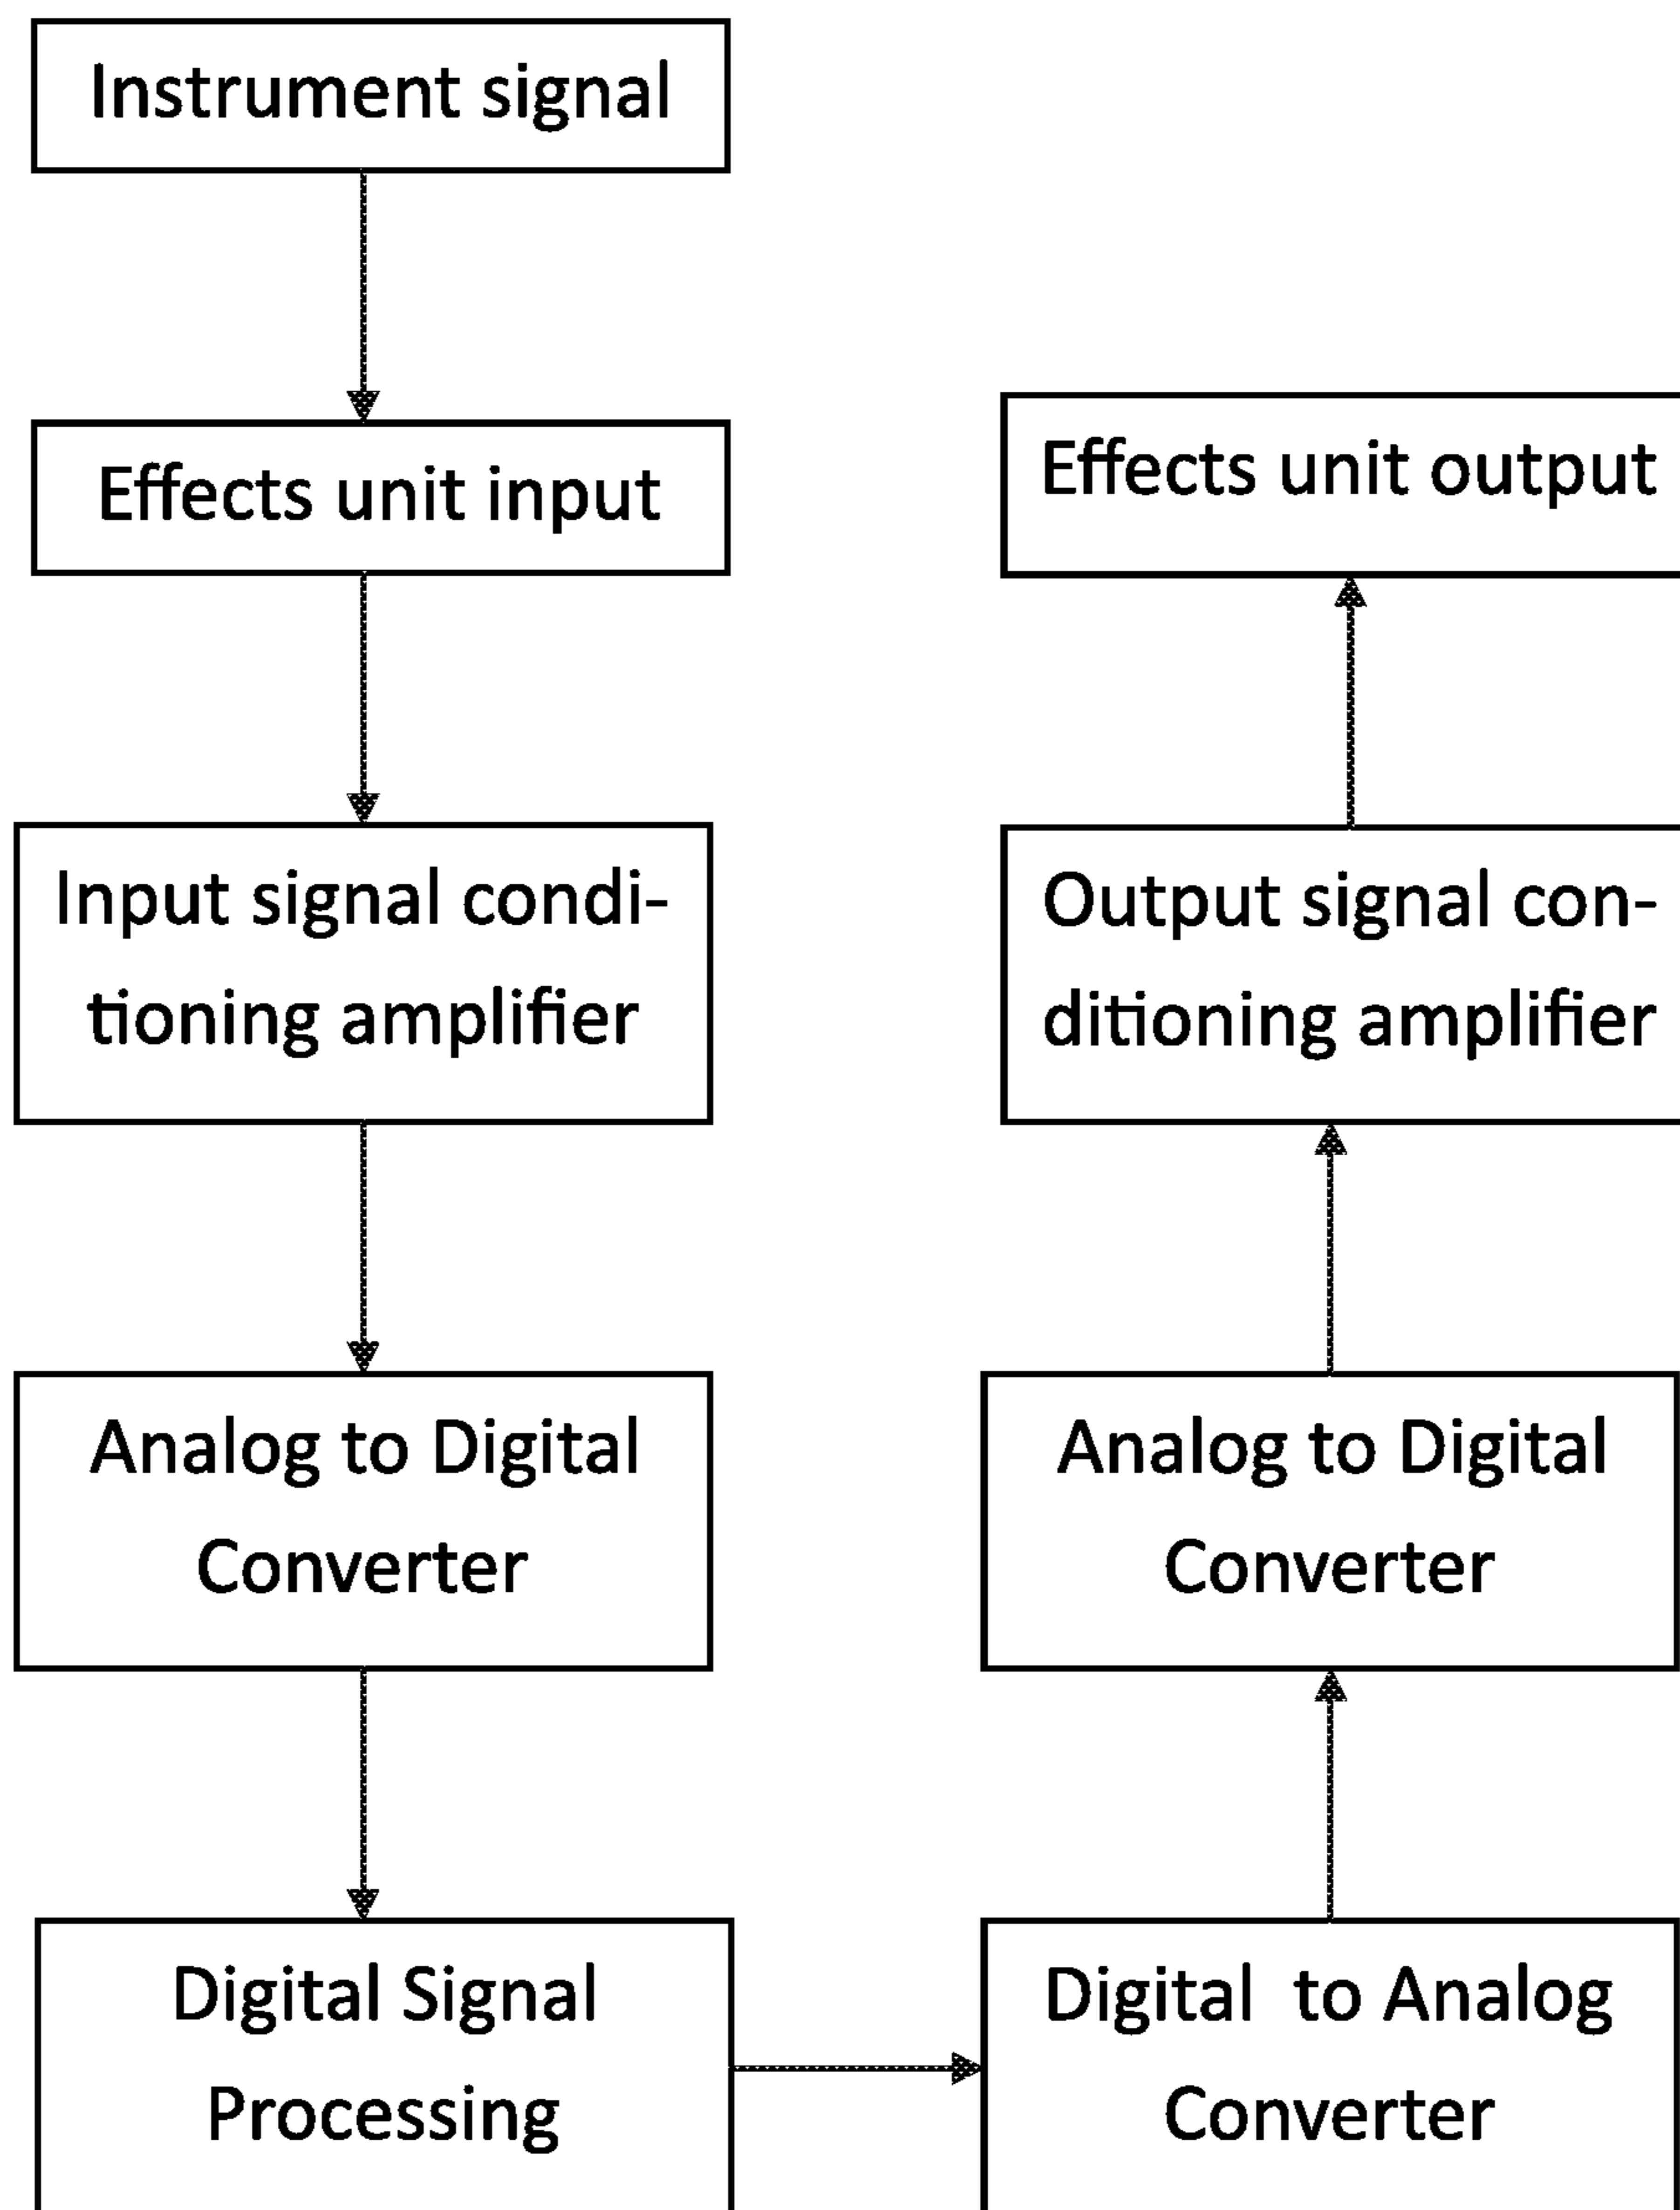 Instrument signal
Effects unit input
Input signal condi-
tioning amplifier
Analog to Digital
Converter
Digital Signal
Processing
Digital to Analog
Converter
Analog to Digital
Converter
Output signal con-
ditioning amplifier
Effects unit output